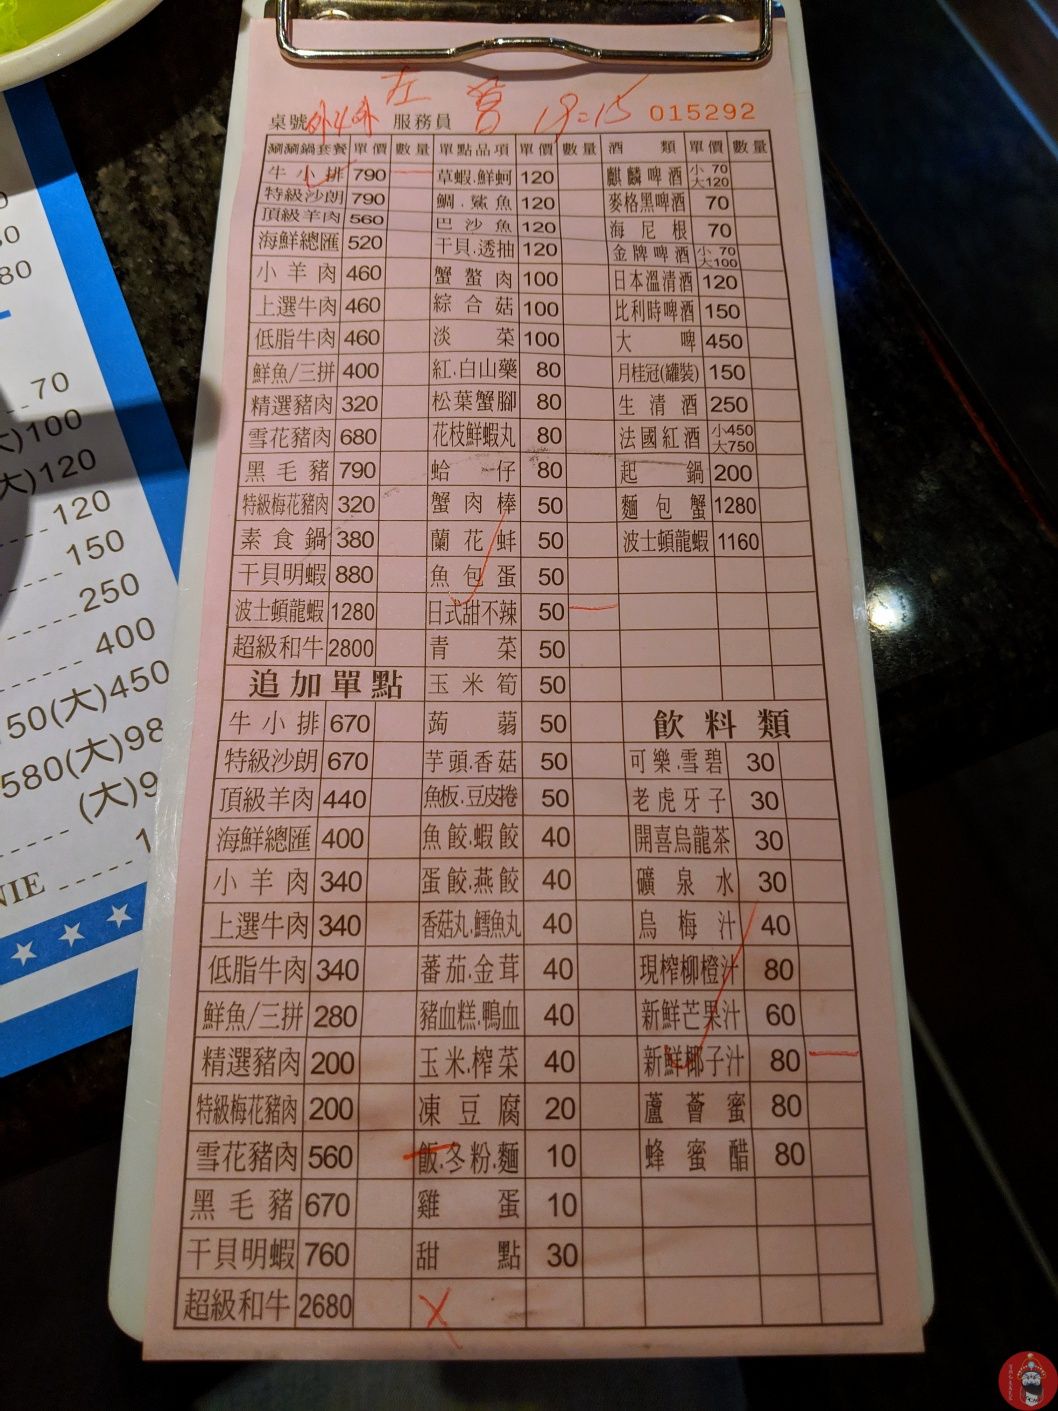 左 營 19:15
桌號 服務員 015292
涮涮鍋套餐 單價 數量 單點品項 單價 數量 酒類 單價 數量
牛小排 790 草蝦.鮮蚵 120 麒麟啤酒 小70 大120
特級沙朗 790 鯛.鯊魚 120 麥格黑啤酒 70
頂級羊肉 560 巴沙魚 120 海尼根 70
海鮮總匯 520 干貝.透抽 120 金牌啤酒 小70 大100
小羊肉 460 蟹螯肉 100 日本溫清酒 120
上選牛肉 460 綜合菇 100 比利時啤酒 150
低脂牛肉 460 淡菜 100 大啤 450
鮮魚/三拼 400 紅.白山藥 80 月桂冠(罐裝) 150
精選豬肉 320 松葉蟹腳 80 生清酒 250
雪花豬肉 680 花枝鮮蝦丸 80 法國紅酒 小450 大750
黑毛豬 790 蛤仔 80 起鍋 200
特級梅花豬肉 320 蟹肉棒 50 麵包蟹 1280
素食鍋 380 蘭花蚌 50 波士頓龍蝦 1160
干貝明蝦 880 魚包蛋 50
波士頓龍蝦 1280 日式甜不辣 50
超級和牛 2800 青菜 50
追加單點 玉米筍 50
牛小排 670 蒟蒻 50 飲料類
特級沙朗 670 芋頭.香菇 50 可樂.雪碧 30
頂級羊肉 440 魚板.豆皮捲 50 老虎牙子 30
海鮮總匯 400 魚餃.蝦餃 40 開喜烏龍茶 30
小羊肉 340 蛋餃.燕餃 40 礦泉水 30
上選牛肉 340 香菇丸.鱈魚丸 40 烏梅汁 40
低脂牛肉 340 蕃茄.金茸 40 現榨柳橙汁 80
鮮魚/三拼 280 豬血糕.鴨血 40 新鮮芒果汁 60
精選豬肉 200 玉米.榨菜 40 新鮮椰子汁 80
特級梅花豬肉 200 凍豆腐 20 蘆薈蜜 80
雪花豬肉 560 飯.冬粉.麵 10 蜂蜜醋 80
黑毛豬 670 雞蛋 10
干貝明蝦 760 甜點 30
超級和牛 2680
80
70
(大)100
(大)120
120
150
250
400
50(大)450
580(大)98
(大)9
1
NIE